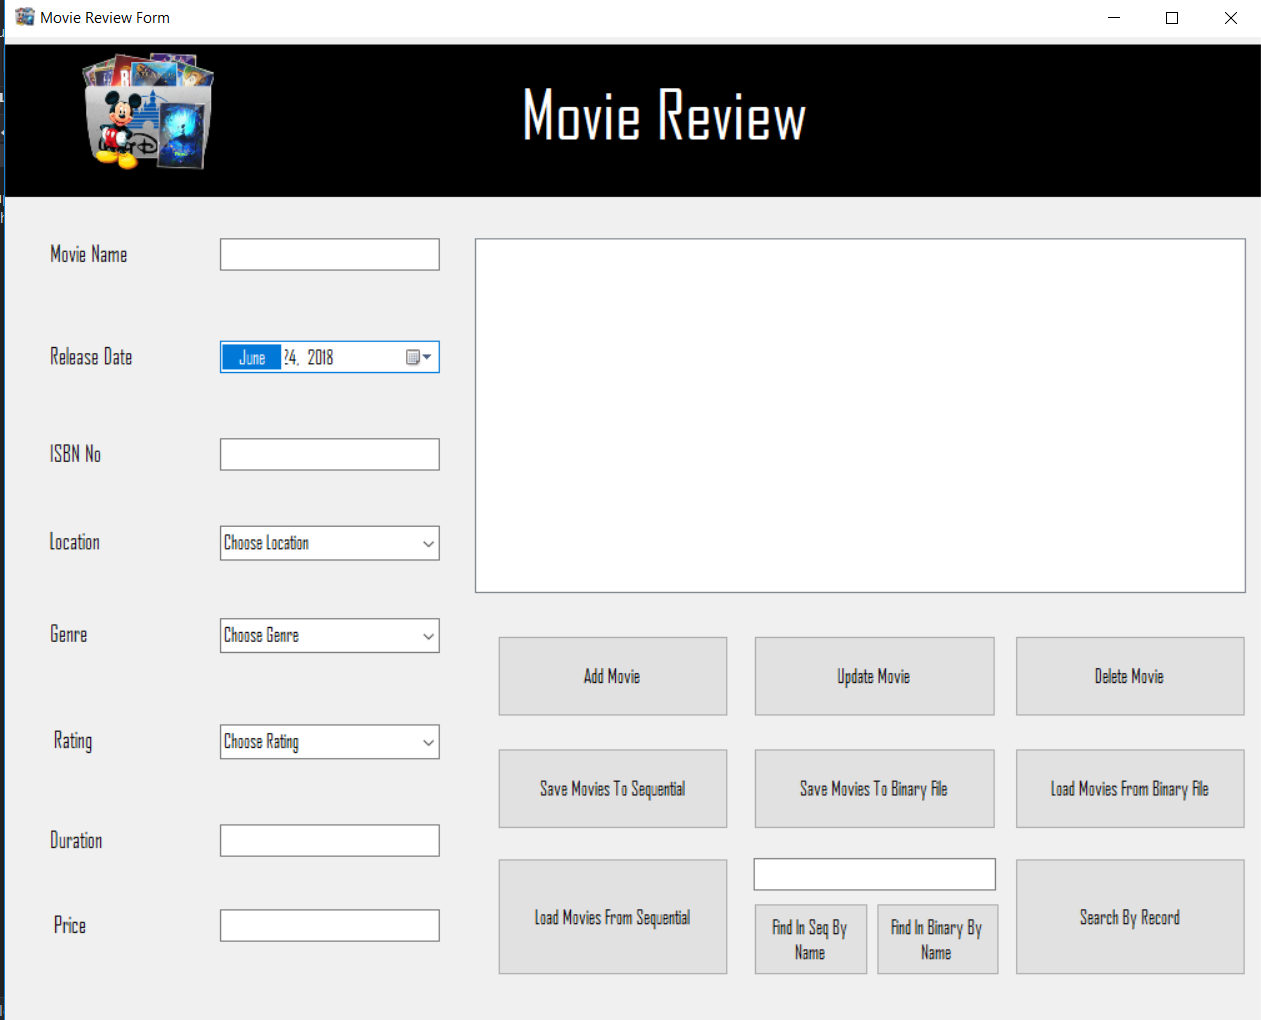 Movie Review Form
Movie Review
Movie Name
Release Date
June 24, 2018
ISBN No
Location
Choose Location
Genre
Choose Genre
Rating
Choose Rating
Duration
Price
Add Movie
Update Movie
Delete Movie
Save Movies To Sequential
Save Movies To Binary File
Load Movies From Binary File
Load Movies From Sequential
Find In Seq By
Name
Find In Binary By
Name
Search By Record